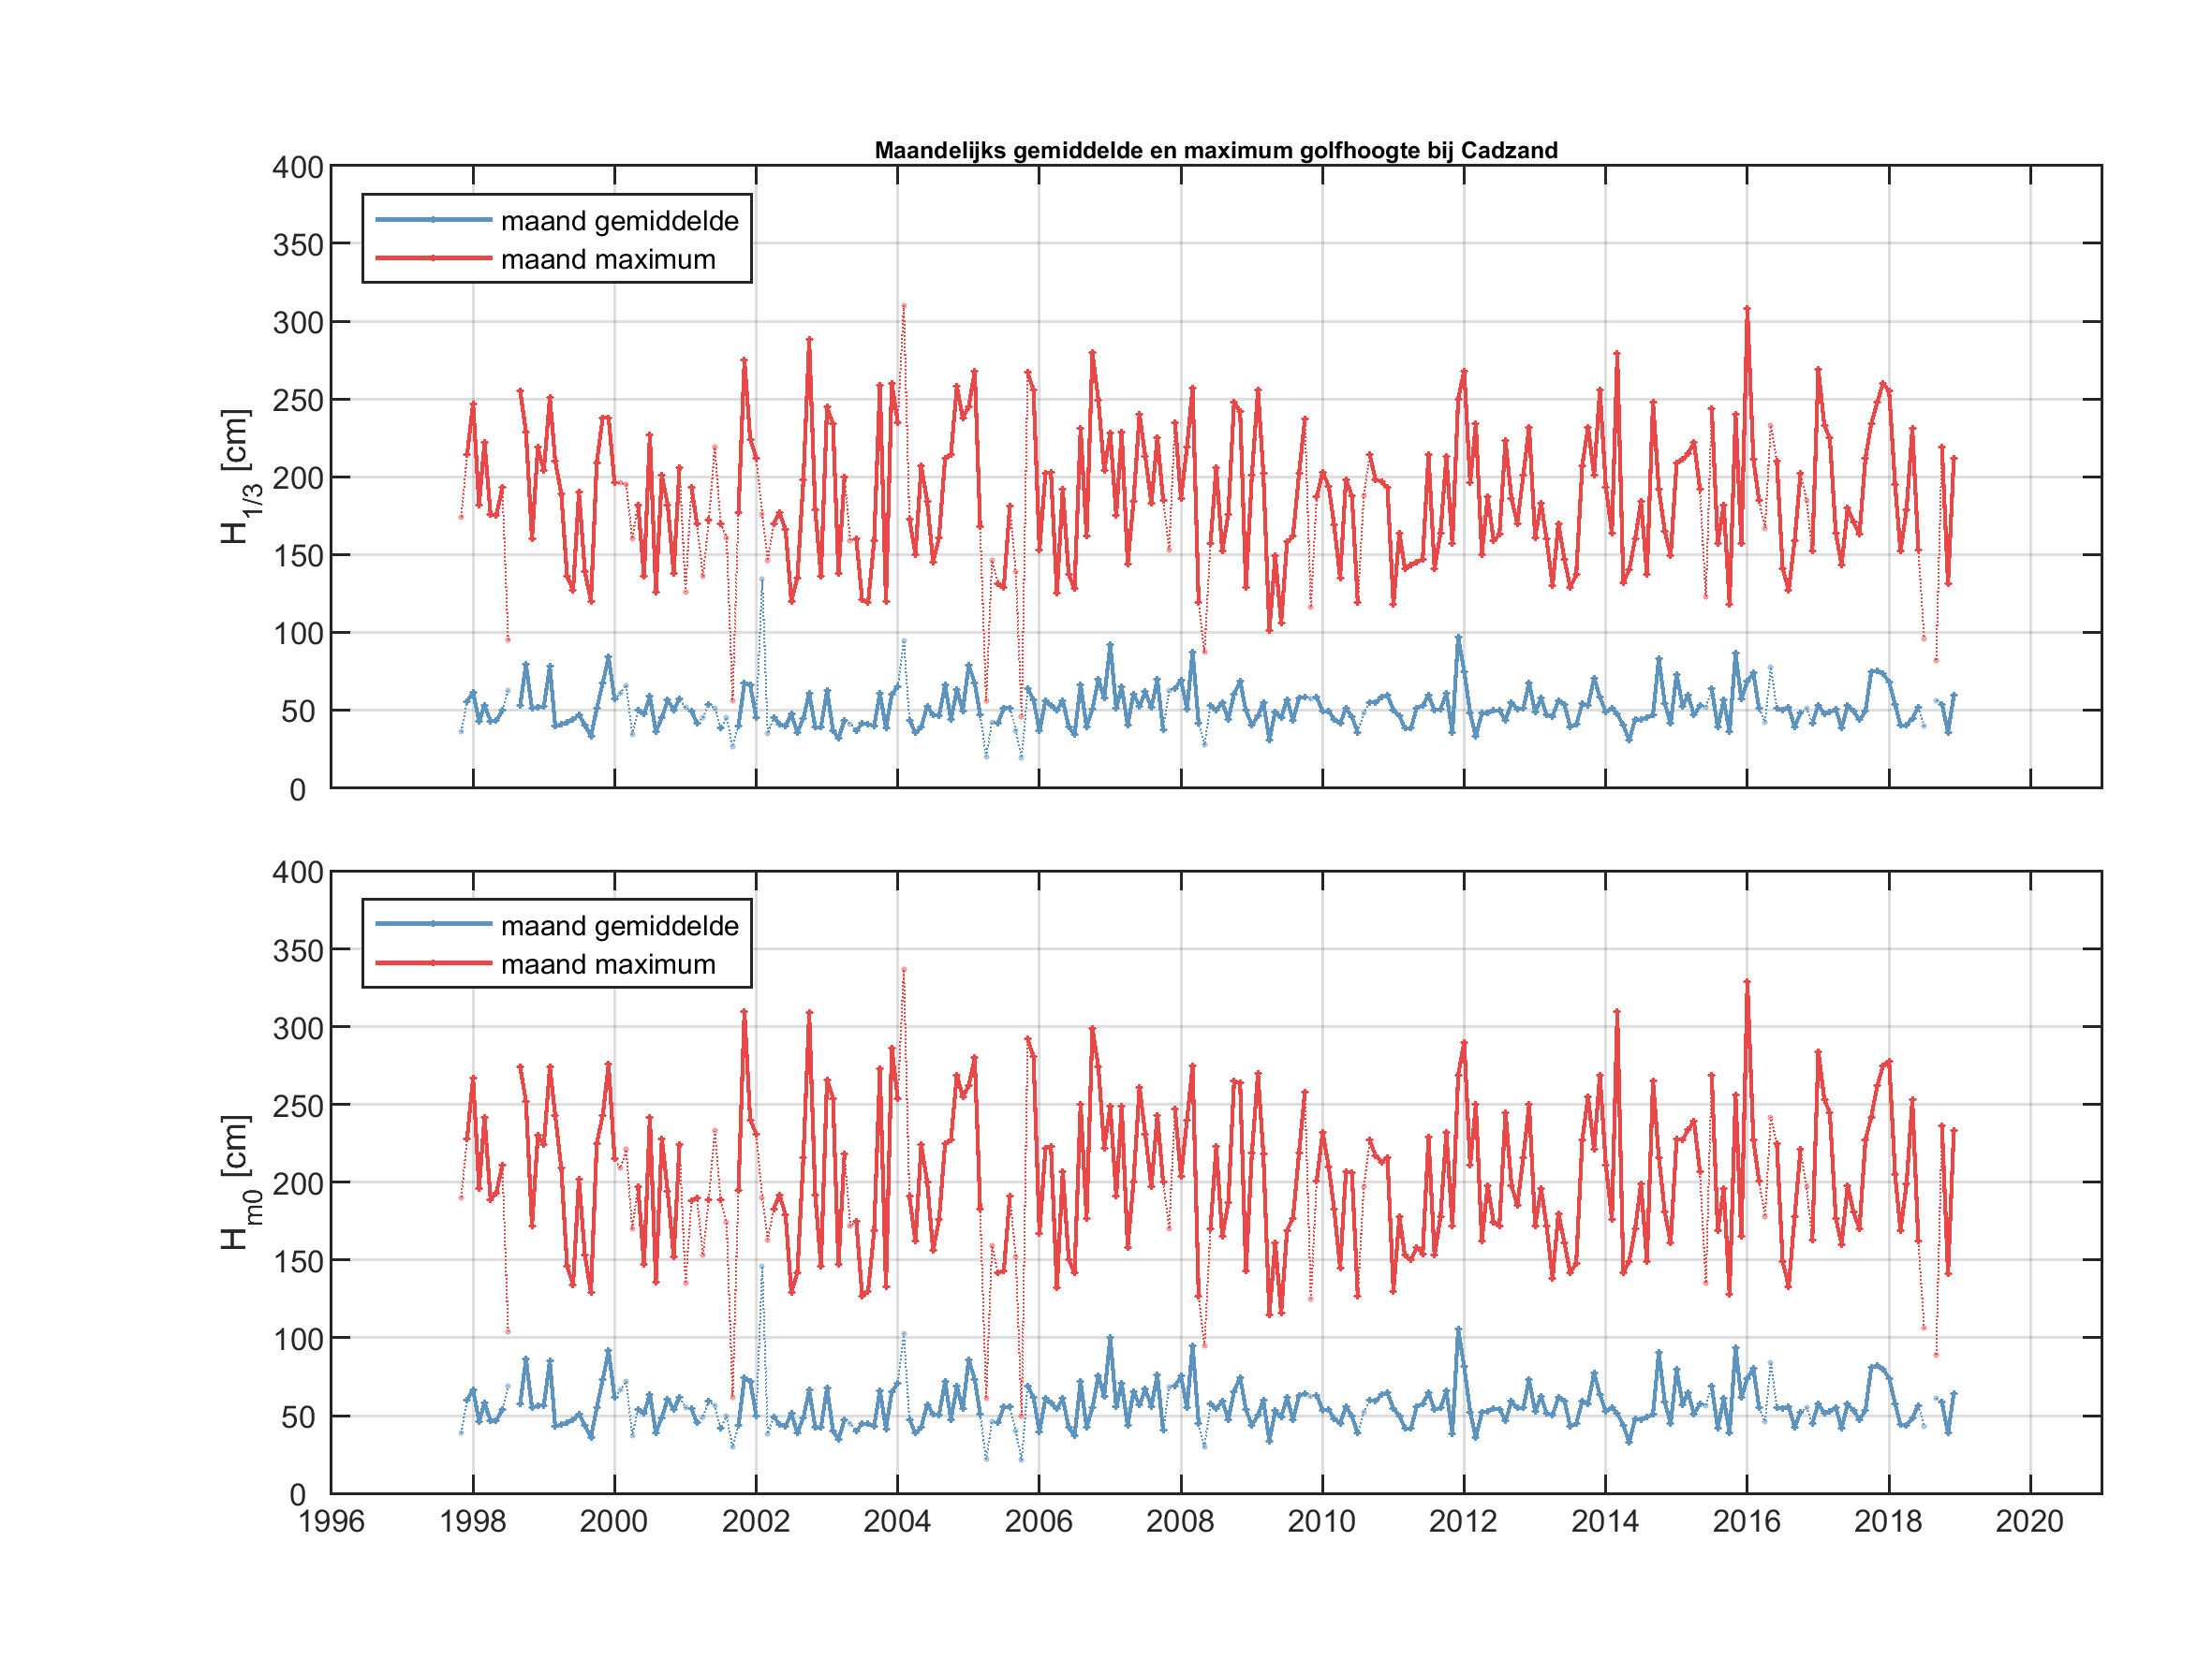 Maandelijks gemiddelde en maximum golfhoogte bij Cadzand
400
350
300
250
200
150
100
50
0
H1/3 [cm]
maand gemiddelde
maand maximum
400
350
300
250
200
150
100
50
0
Hm0 [cm]
maand gemiddelde
maand maximum
1996 1998 2000 2002 2004 2006 2008 2010 2012 2014 2016 2018 2020